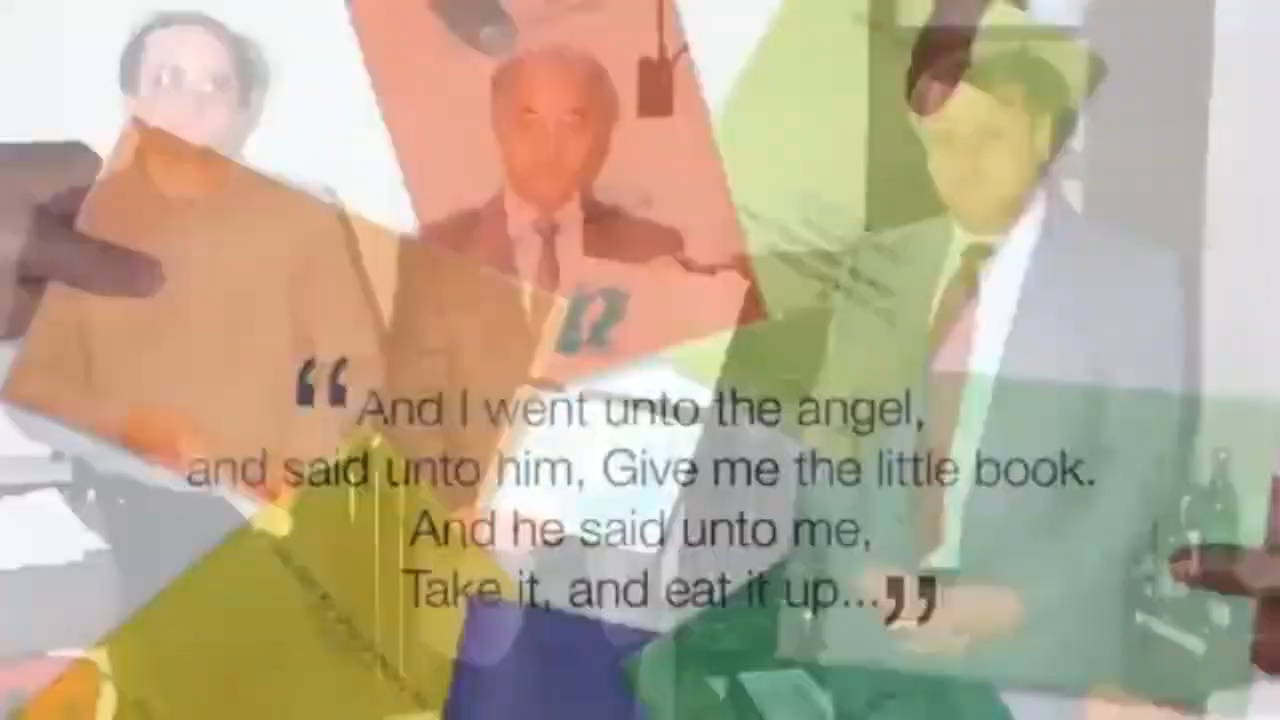 “And I went unto the angel,
and said unto him, Give me the little book.
And he said unto me,
Take it, and eat it up...”